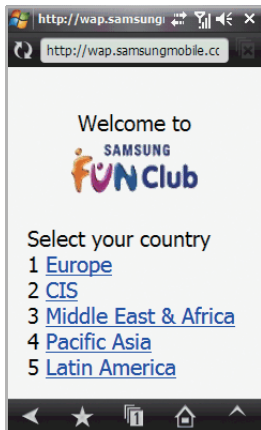 http://wap.samsung
http://wap.samsungmobile.cc
Welcome to
SAMSUNG
FUN Club
Select your country
1 Europe
2 CIS
3 Middle East & Africa
4 Pacific Asia
5 Latin America
1